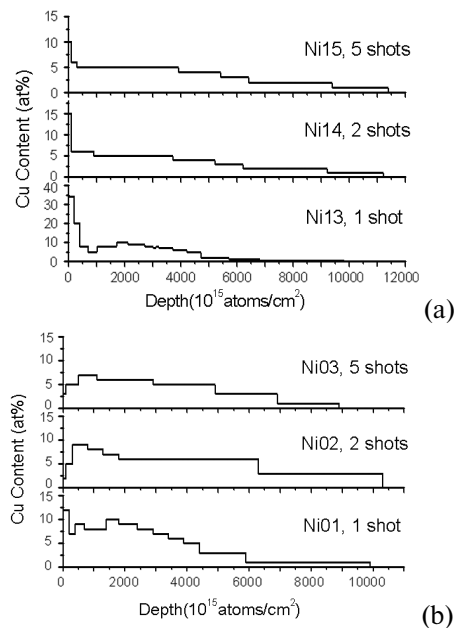 Cu Content (at%)
15
10
5
0
Ni15, 5 shots
15
10
5
0
Ni14, 2 shots
40
30
20
10
0
Ni13, 1 shot
0 2000 4000 6000 8000 10000 12000
Depth(10¹⁵atoms/cm²)
(a)
Cu Content (at%)
15
10
5
0
Ni03, 5 shots
15
10
5
0
Ni02, 2 shots
15
10
5
0
Ni01, 1 shot
0 2000 4000 6000 8000 10000
Depth(10¹⁵atoms/cm²)
(b)